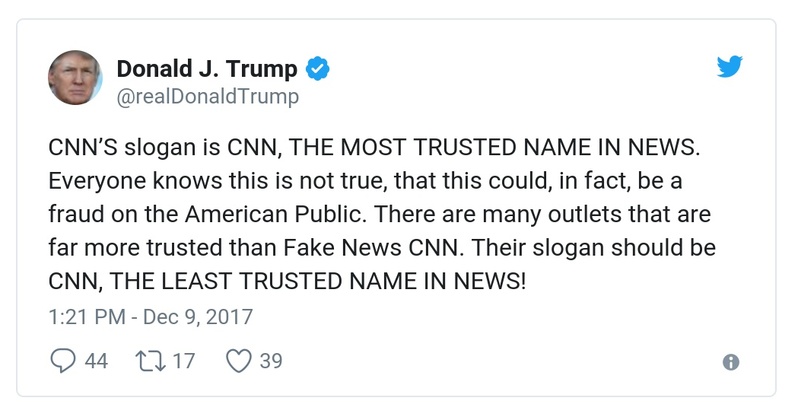 Donald J. Trump
@realDonaldTrump
CNN’S slogan is CNN, THE MOST TRUSTED NAME IN NEWS.
Everyone knows this is not true, that this could, in fact, be a
fraud on the American Public. There are many outlets that are
far more trusted than Fake News CNN. Their slogan should be
CNN, THE LEAST TRUSTED NAME IN NEWS!
1:21 PM - Dec 9, 2017
44 17 39